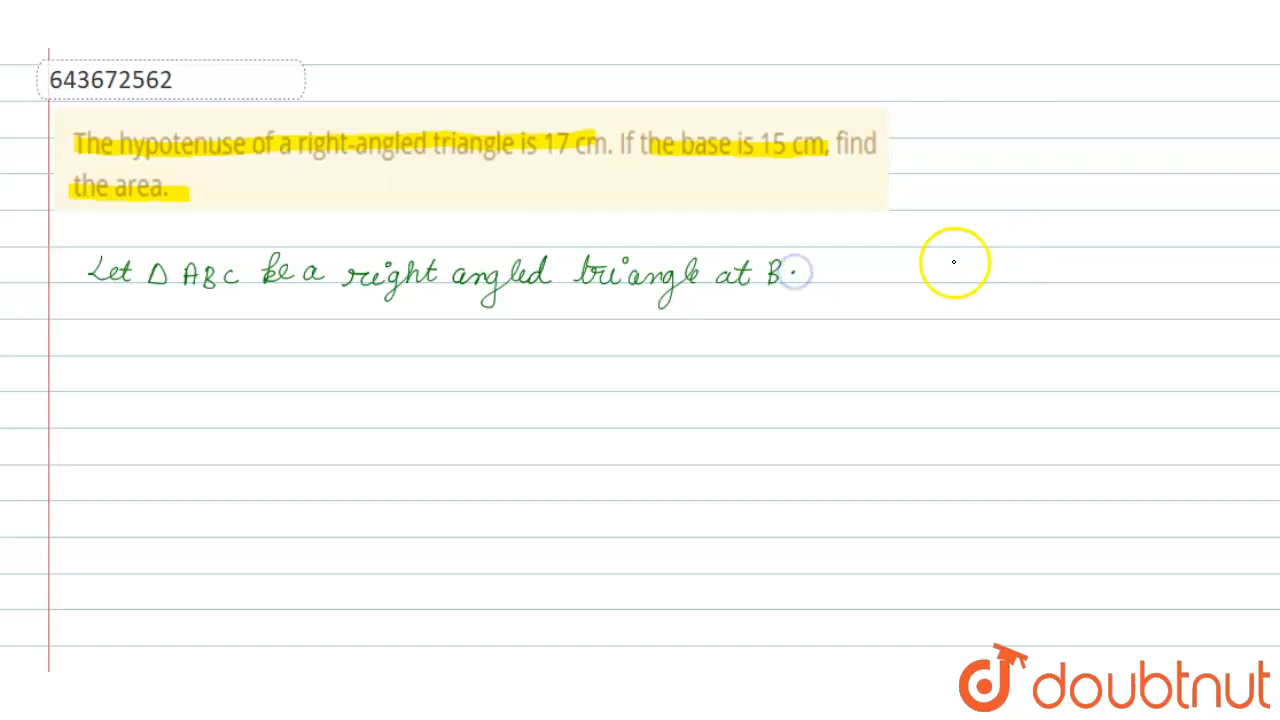 643672562
The hypotenuse of a right-angled triangle is 17 cm. If the base is 15 cm, find
the area.
Let Δ ABC be a right angled triangle at B.
doubtnut